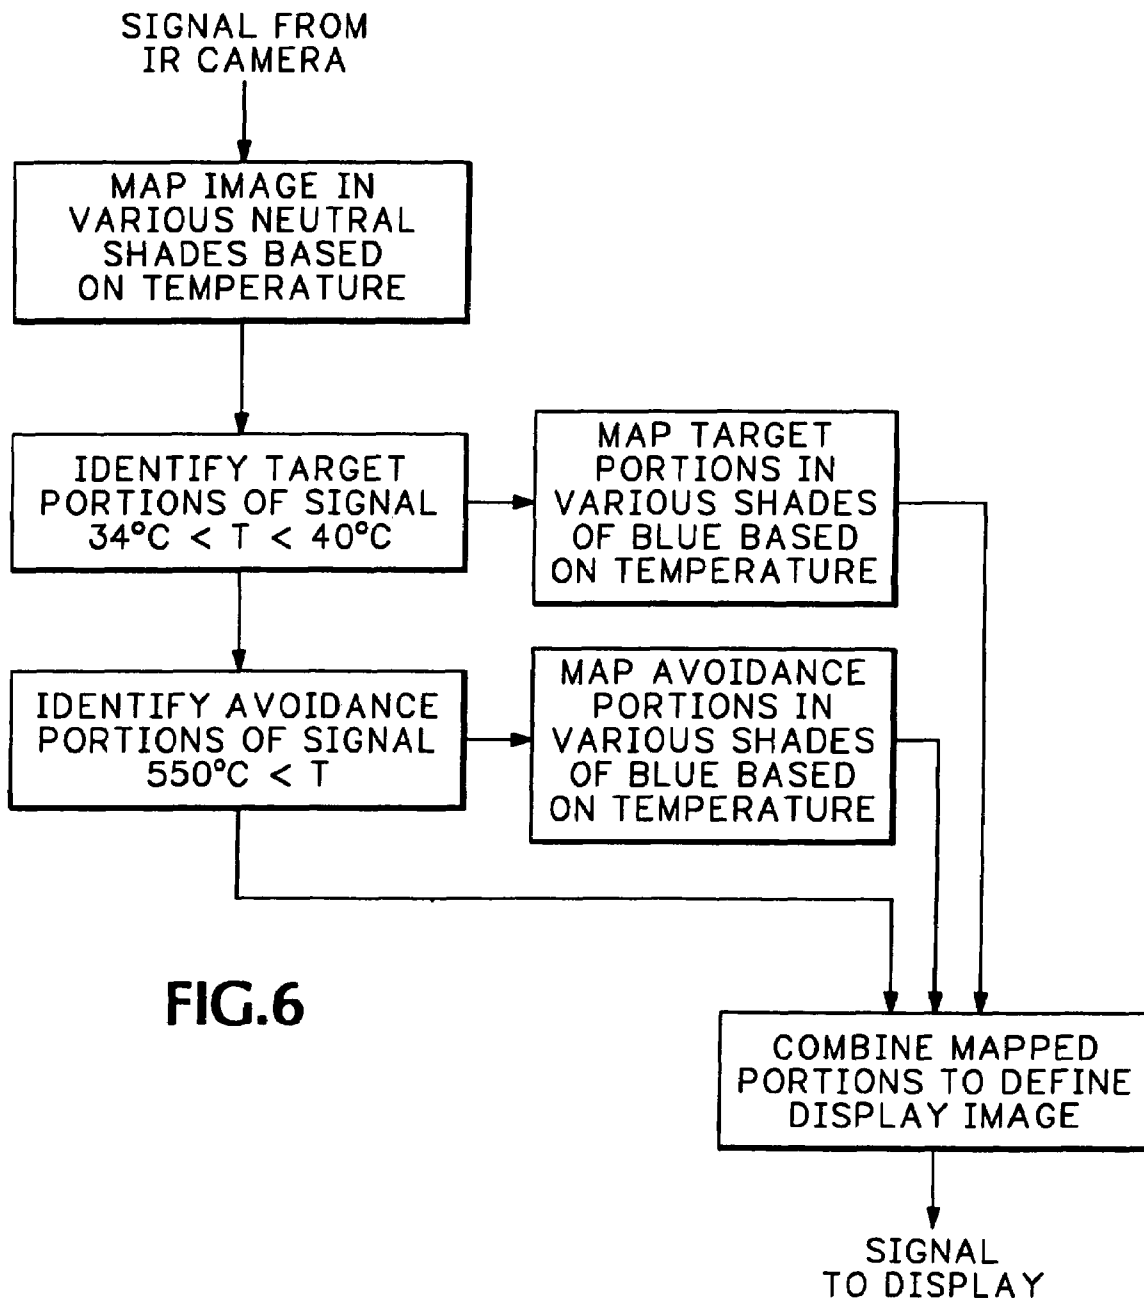 SIGNAL FROM
IR CAMERA
MAP IMAGE IN
VARIOUS NEUTRAL
SHADES BASED
ON TEMPERATURE
IDENTIFY TARGET
PORTIONS OF SIGNAL
34°C < T < 40°C
MAP TARGET
PORTIONS IN
VARIOUS SHADES
OF BLUE BASED
ON TEMPERATURE
IDENTIFY AVOIDANCE
PORTIONS OF SIGNAL
550°C < T
MAP AVOIDANCE
PORTIONS IN
VARIOUS SHADES
OF BLUE BASED
ON TEMPERATURE
FIG.6
COMBINE MAPPED
PORTIONS TO DEFINE
DISPLAY IMAGE
SIGNAL
TO DISPLAY